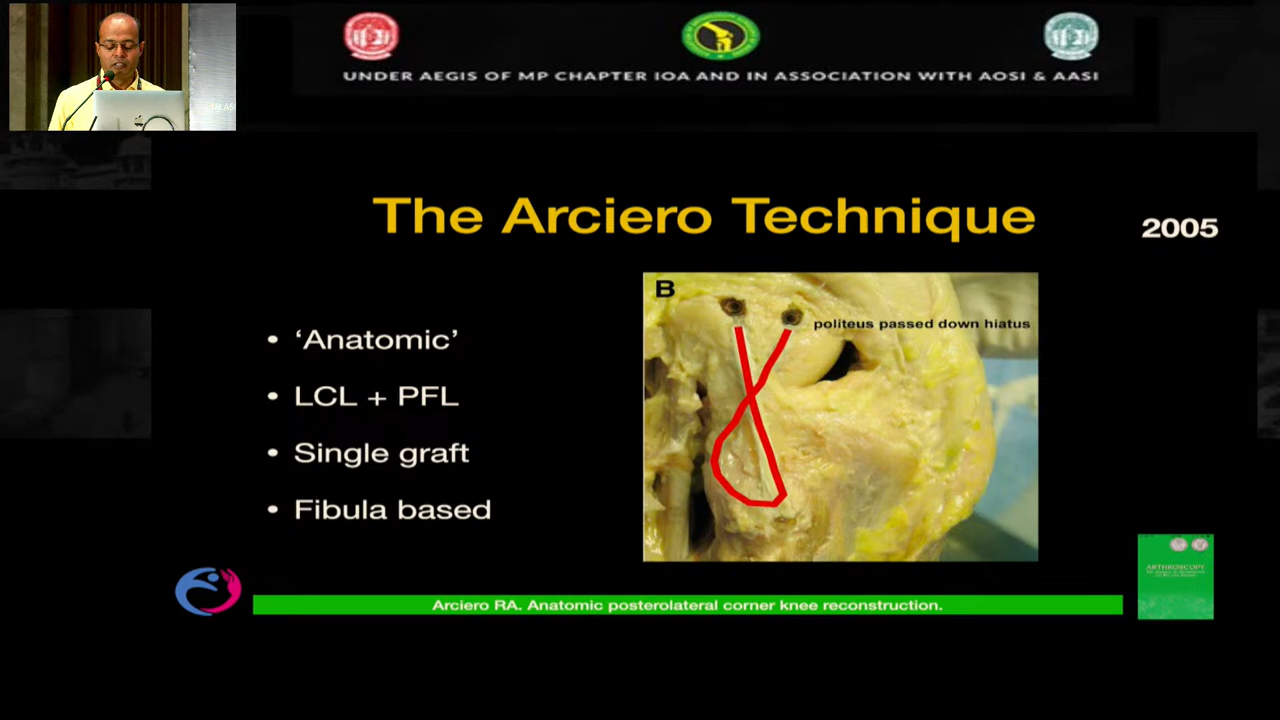 UNDER AEGIS OF MP CHAPTER IOA AND IN ASSOCIATION WITH AOSI & AASI
The Arciero Technique
2005
• ‘Anatomic’
• LCL + PFL
• Single graft
• Fibula based
B
politeus passed down hiatus
ARTHROSCOPY
Arciero RA. Anatomic posterolateral corner knee reconstruction.